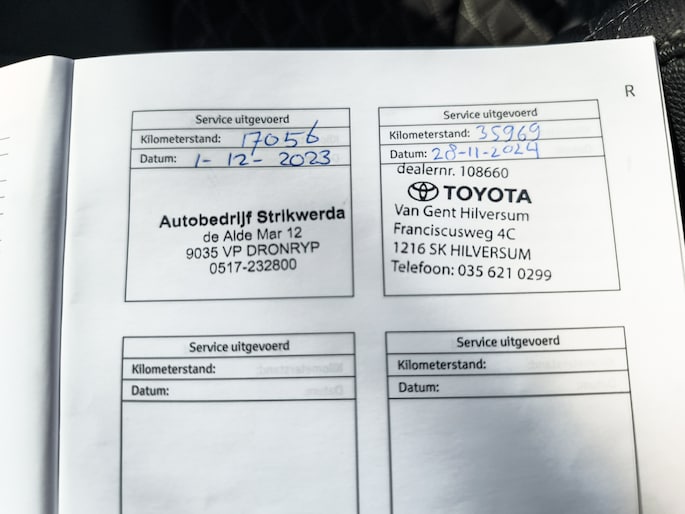 R
Service uitgevoerd
Kilometerstand: 17056
Datum: 1-12-2023
Autobedrijf Strikwerda
de Alde Mar 12
9035 VP DRONRYP
0517-232800
Service uitgevoerd
Kilometerstand: 35969
Datum: 28-11-2024
dealernr. 108660
TOYOTA
Van Gent Hilversum
Franciscusweg 4C
1216 SK HILVERSUM
Telefoon: 035 621 0299
Service uitgevoerd
Kilometerstand:
Datum:
Service uitgevoerd
Kilometerstand:
Datum: